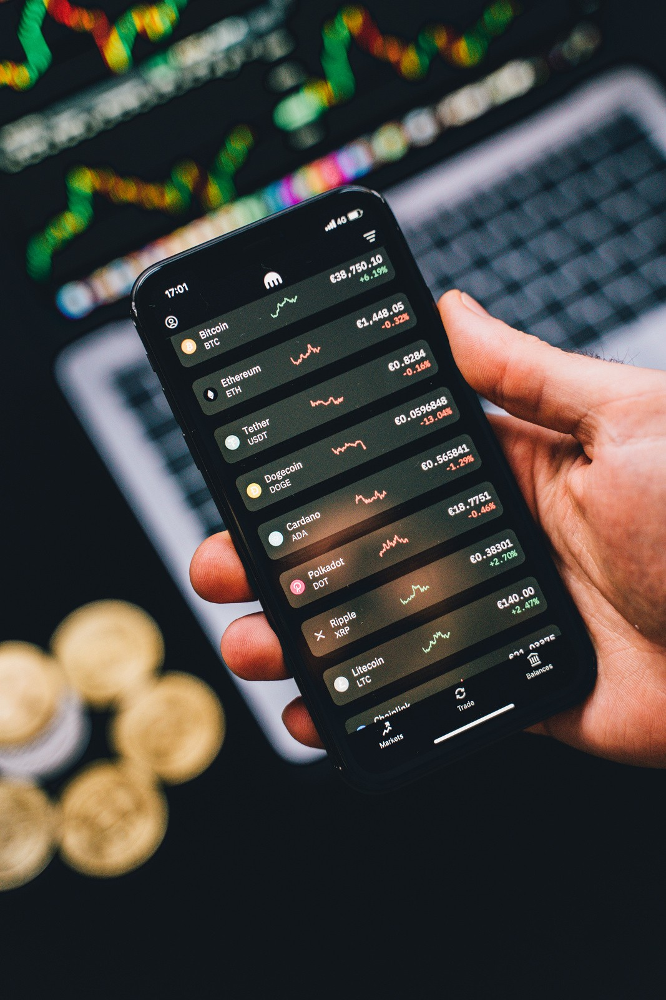 4G
17:01
Bitcoin
BTC
€38,750.10
+6.19%
Ethereum
ETH
€1,448.05
-0.32%
Tether
USDT
€0.8284
-0.16%
Dogecoin
DOGE
€0.0596848
-13.04%
Cardano
ADA
€0.565841
-1.29%
Polkadot
DOT
€18.7751
-0.46%
Ripple
XRP
€0.38301
+2.70%
Litecoin
LTC
€140.00
+2.47%
Chainlink
Markets
Trade
Balances